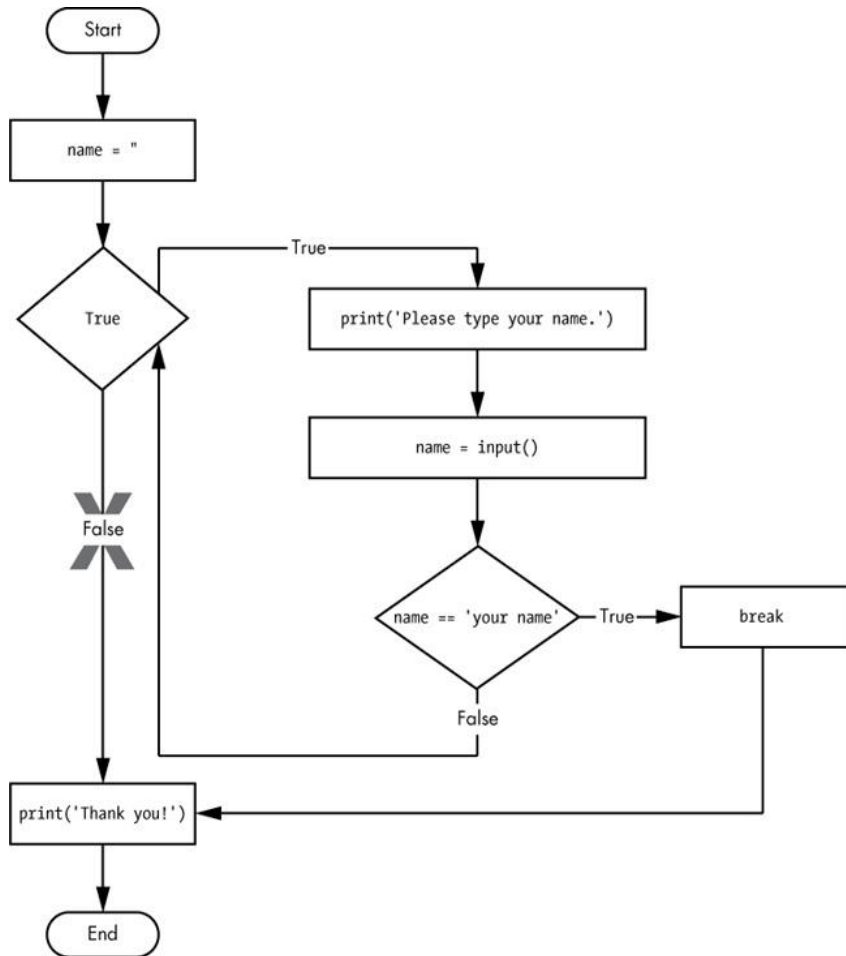 Start
name = "
True
True
print('Please type your name.')
name = input()
False
name == 'your name'
True
break
False
print('Thank you!')
End